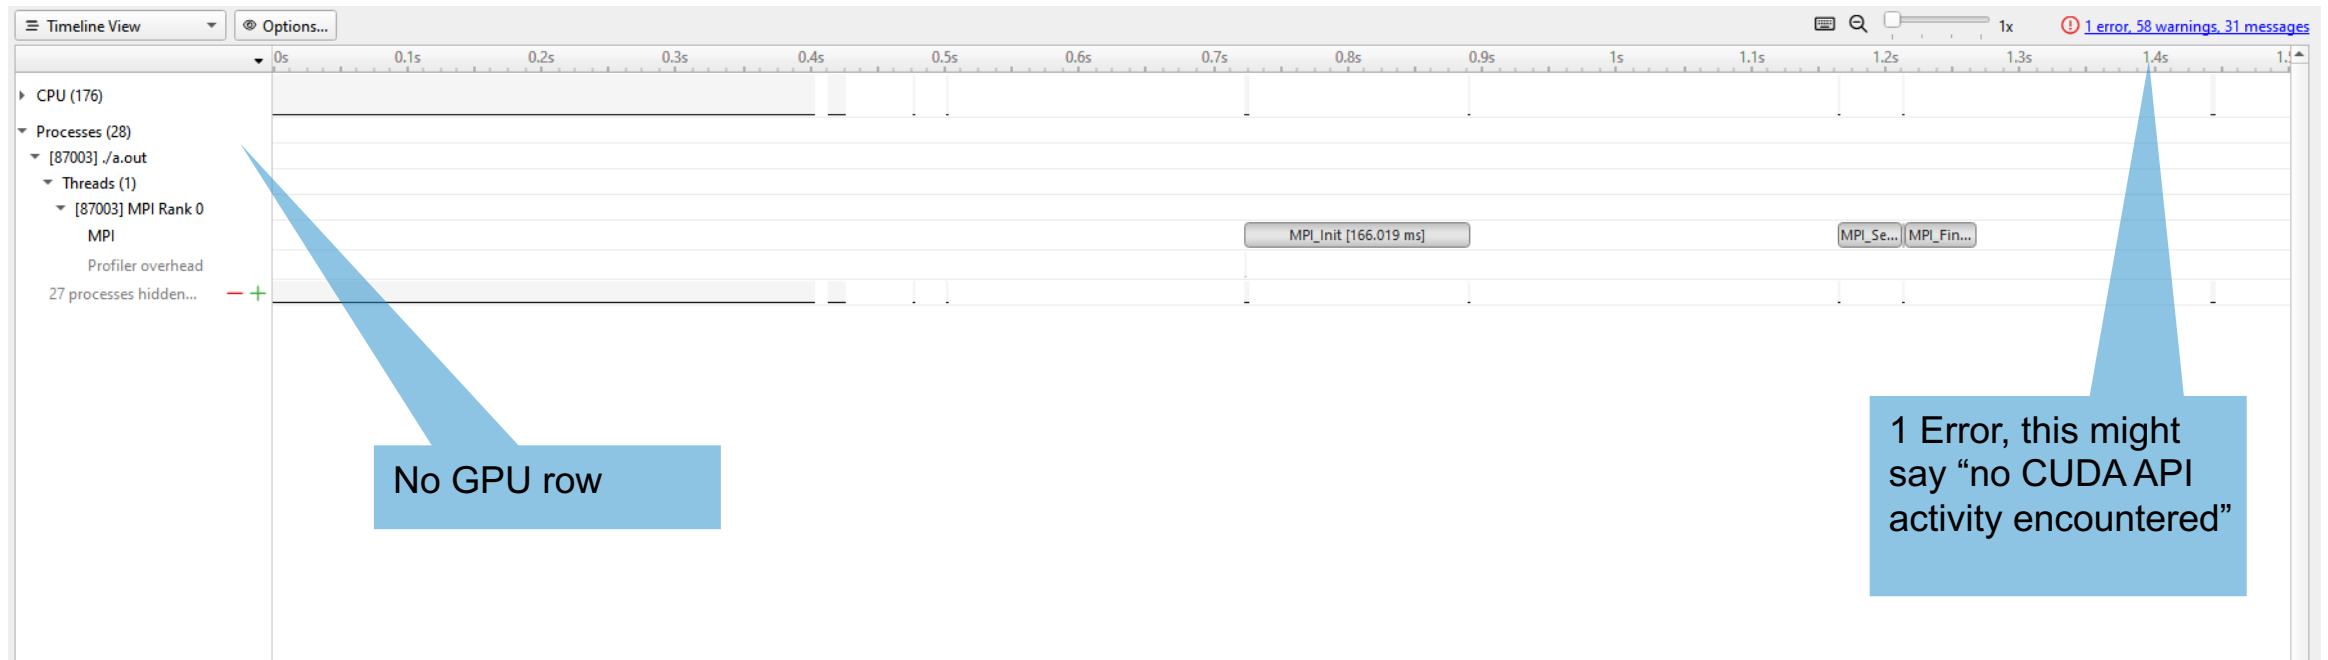 Timeline View
Options...
1x
1 error, 58 warnings, 31 messages
0s 0.1s 0.2s 0.3s 0.4s 0.5s 0.6s 0.7s 0.8s 0.9s 1s 1.1s 1.2s 1.3s 1.4s
CPU (176)
Processes (28)
[87003] ./a.out
Threads (1)
[87003] MPI Rank 0
MPI
MPI_Init [166.019 ms]
MPI_Se...
MPI_Fin...
Profiler overhead
27 processes hidden...
No GPU row
1 Error, this might
say “no CUDA API
activity encountered”